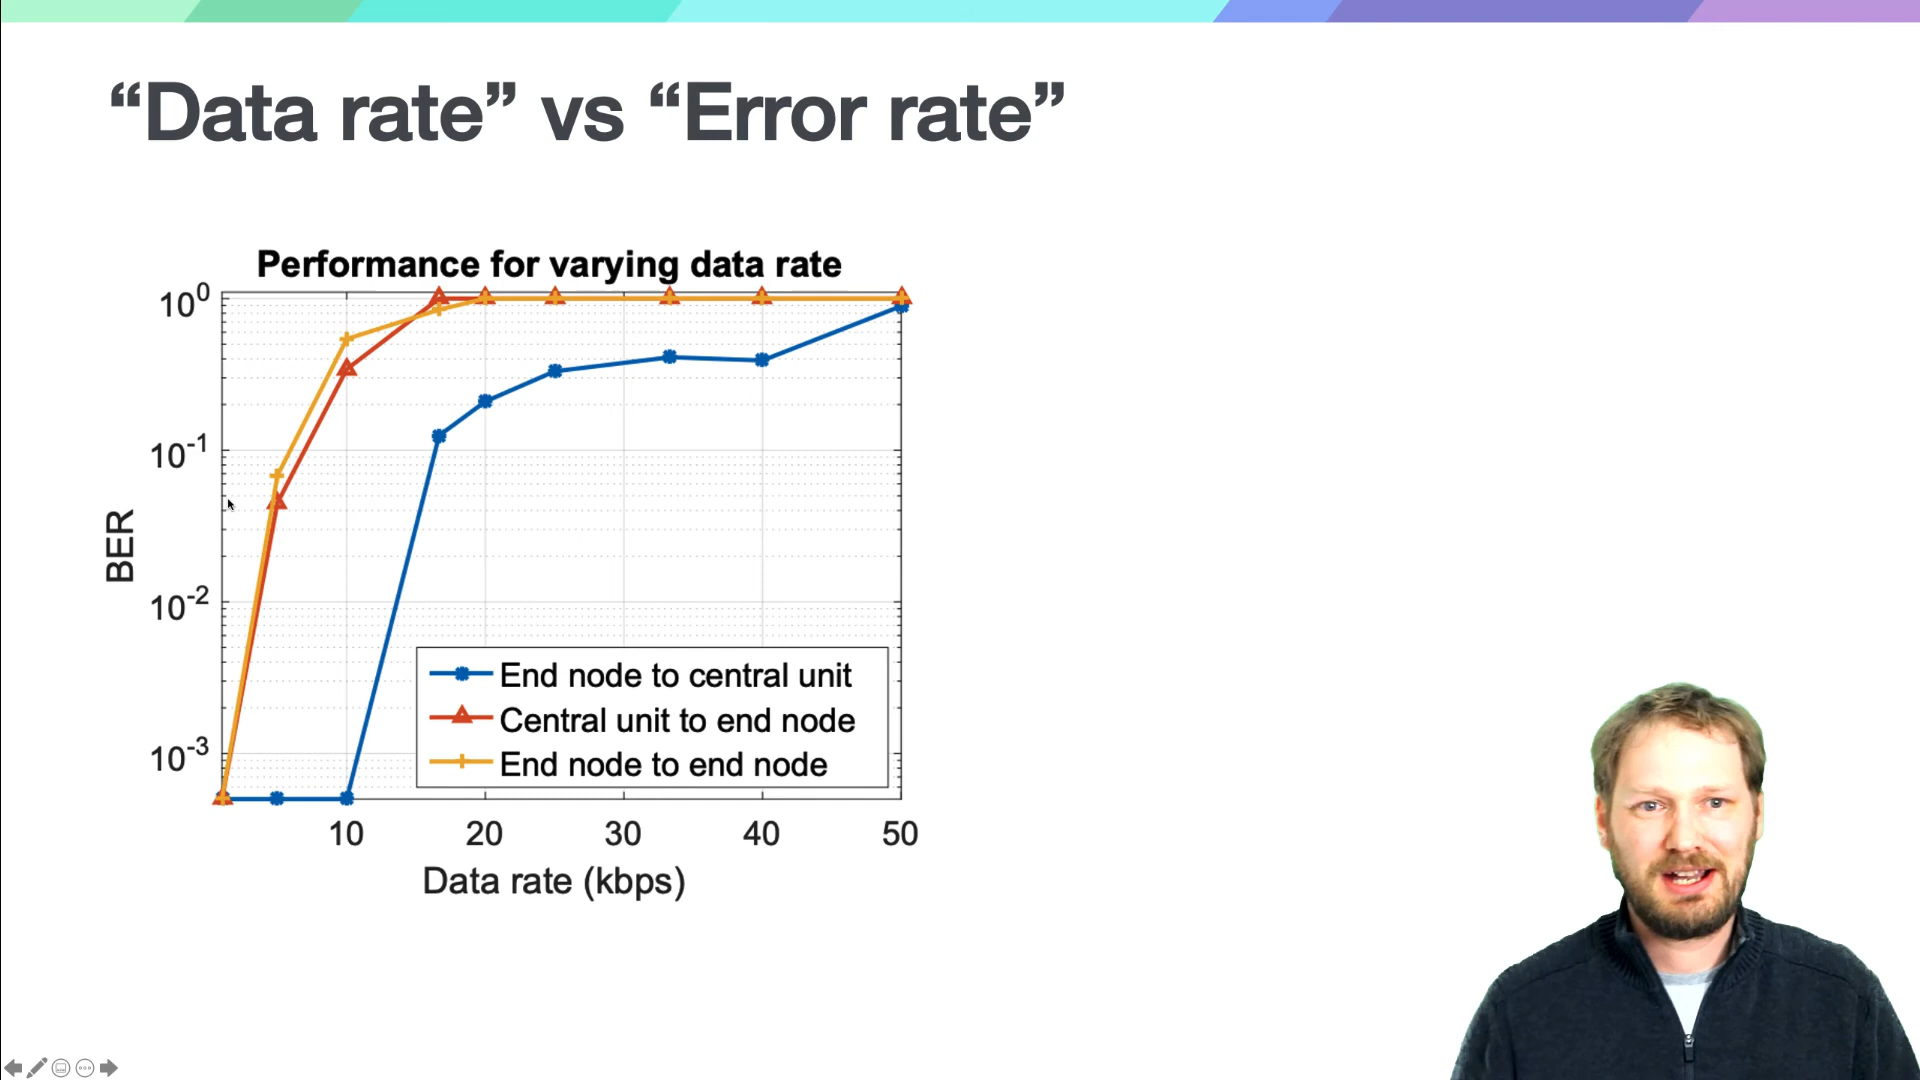 “Data rate” vs “Error rate”
Performance for varying data rate
10^0
10^-1
10^-2
10^-3
BER
End node to central unit
Central unit to end node
End node to end node
10 20 30 40 50
Data rate (kbps)